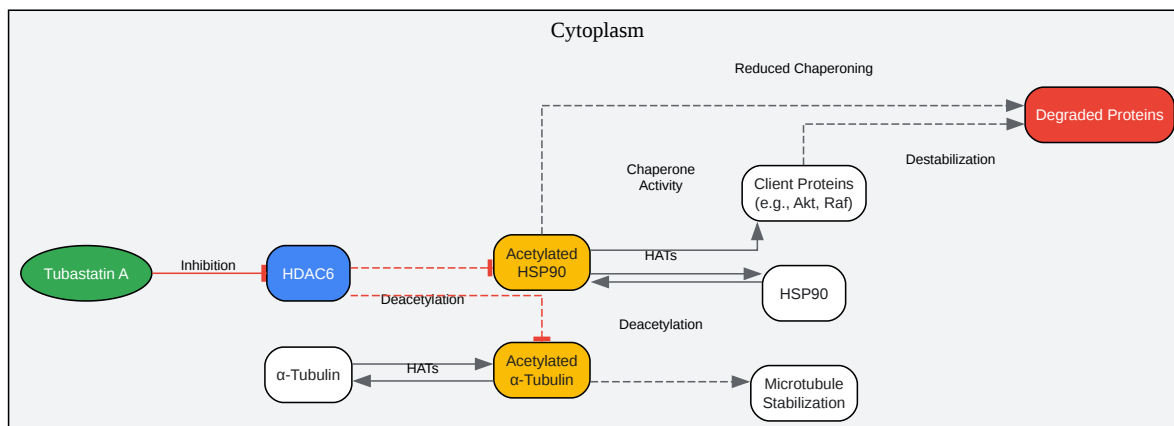 Cytoplasm
Reduced Chaperoning
Degraded Proteins
Destabilization
Chaperone
Activity
Client Proteins
(e.g., Akt, Raf)
Tubastatin A
Inhibition
HDAC6
Acetylated
HSP90
HATs
HSP90
Deacetylation
Deacetylation
α-Tubulin
HATs
Acetylated
α-Tubulin
Microtubule
Stabilization